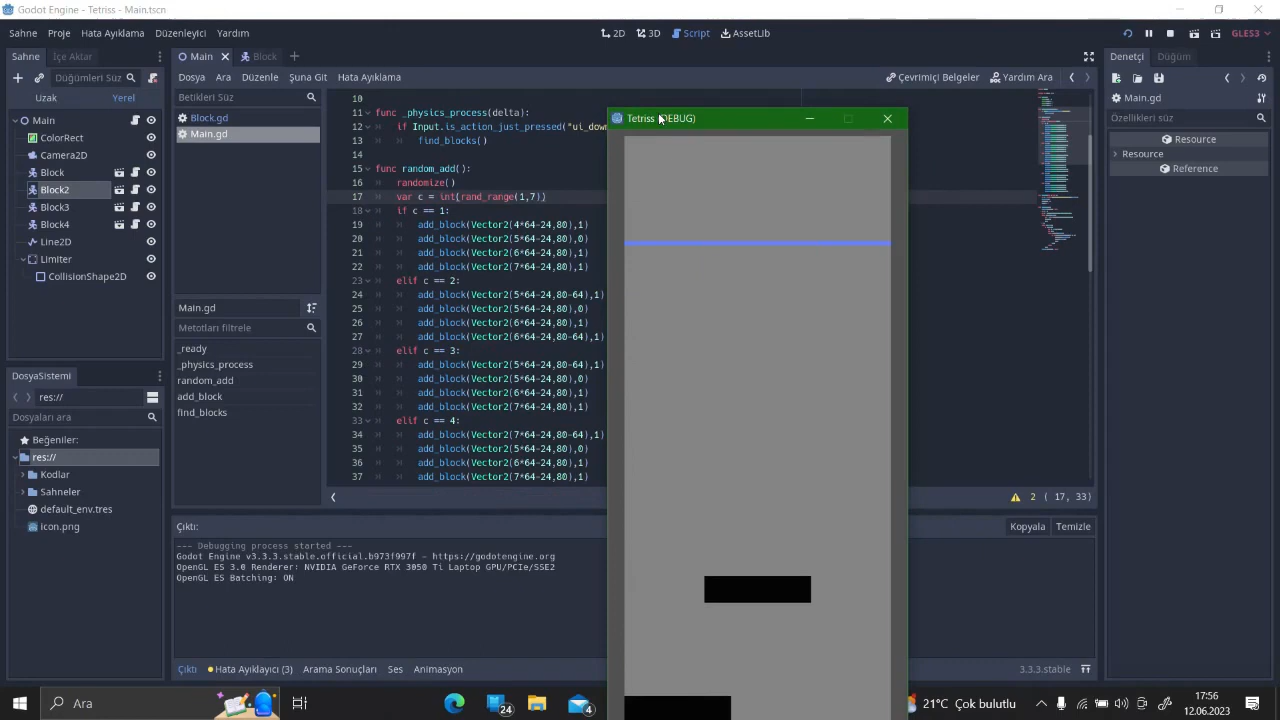 Godot Engine - Tetriss - Main.tscn
Sahne Proje Hata Ayıklama Düzenleyici Yardım
2D 3D Script AssetLib
GLES3
Sahne İçe Aktar
Düğümleri Süz
Uzak Yerel
Main
ColorRect
Camera2D
Block
Block2
Block3
Block4
Line2D
Limiter
CollisionShape2D
DosyaSistemi
res://
Dosyaları ara
Beğeniler:
res://
Kodlar
Sahneler
default_env.tres
icon.png
Main Block
Dosya Ara Düzenle Şuna Git Hata Ayıklama
Çevrimiçi Belgeler Yardım Ara
Betikleri Süz
Block.gd
Main.gd
Main.gd
Metotları filtrele
_ready
_physics_process
random_add
add_block
find_blocks
10
11 func _physics_process(delta):
12 if Input.is_action_just_pressed("ui_down
13 find_blocks()
14
15 func random_add():
16 randomize()
17 var c = int(rand_range(1,7))
18 if c == 1:
19 add_block(Vector2(4*64-24,80),1)
20 add_block(Vector2(5*64-24,80),0)
21 add_block(Vector2(6*64-24,80),1)
22 add_block(Vector2(7*64-24,80),1)
23 elif c == 2:
24 add_block(Vector2(5*64-24,80-64),1)
25 add_block(Vector2(5*64-24,80),0)
26 add_block(Vector2(6*64-24,80),1)
27 add_block(Vector2(6*64-24,80-64),1)
28 elif c == 3:
29 add_block(Vector2(5*64-24,80-64),1)
30 add_block(Vector2(5*64-24,80),0)
31 add_block(Vector2(6*64-24,80),1)
32 add_block(Vector2(7*64-24,80),1)
33 elif c == 4:
34 add_block(Vector2(7*64-24,80-64),1)
35 add_block(Vector2(5*64-24,80),0)
36 add_block(Vector2(6*64-24,80),1)
37 add_block(Vector2(7*64-24,80),1)
2 ( 17, 33)
Tetriss (DEBUG)
Çıktı:
Kopyala Temizle
--- Debugging process started ---
Godot Engine v3.3.3.stable.official.b973f997f - https://godotengine.org
OpenGL ES 3.0 Renderer: NVIDIA GeForce RTX 3050 Ti Laptop GPU/PCIe/SSE2
OpenGL ES Batching: ON
Çıktı Hata Ayıklayıcı (3) Arama Sonuçları Ses Animasyon
3.3.3.stable
Denetçi Düğüm
Main.gd
Özellikleri Süz
Resource
Resource
Reference
Ara
24
4
21°C Çok bulutlu
17:56
12.06.2023